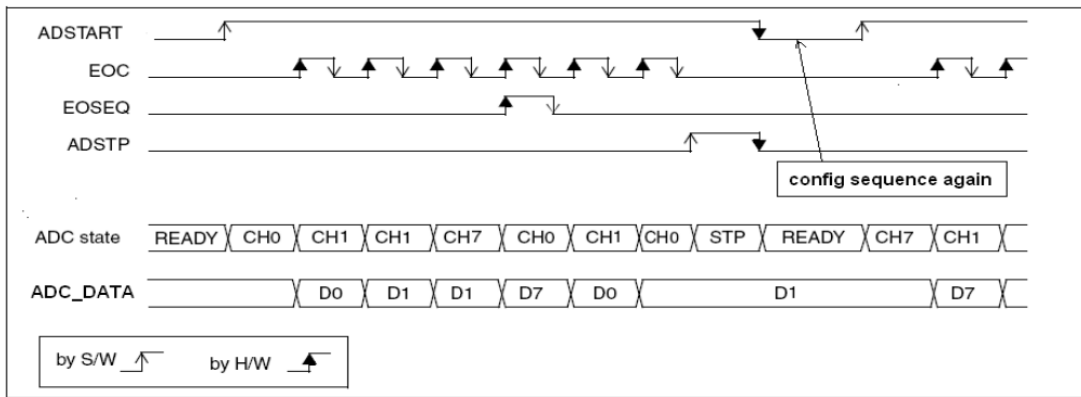 ADSTART
EOC
EOSEQ
ADSTP
config sequence again
ADC state READY CH0 CH1 CH1 CH7 CH0 CH1 CH0 STP READY CH7 CH1
ADC_DATA D0 D1 D1 D7 D0 D1 D7
by S/W by H/W